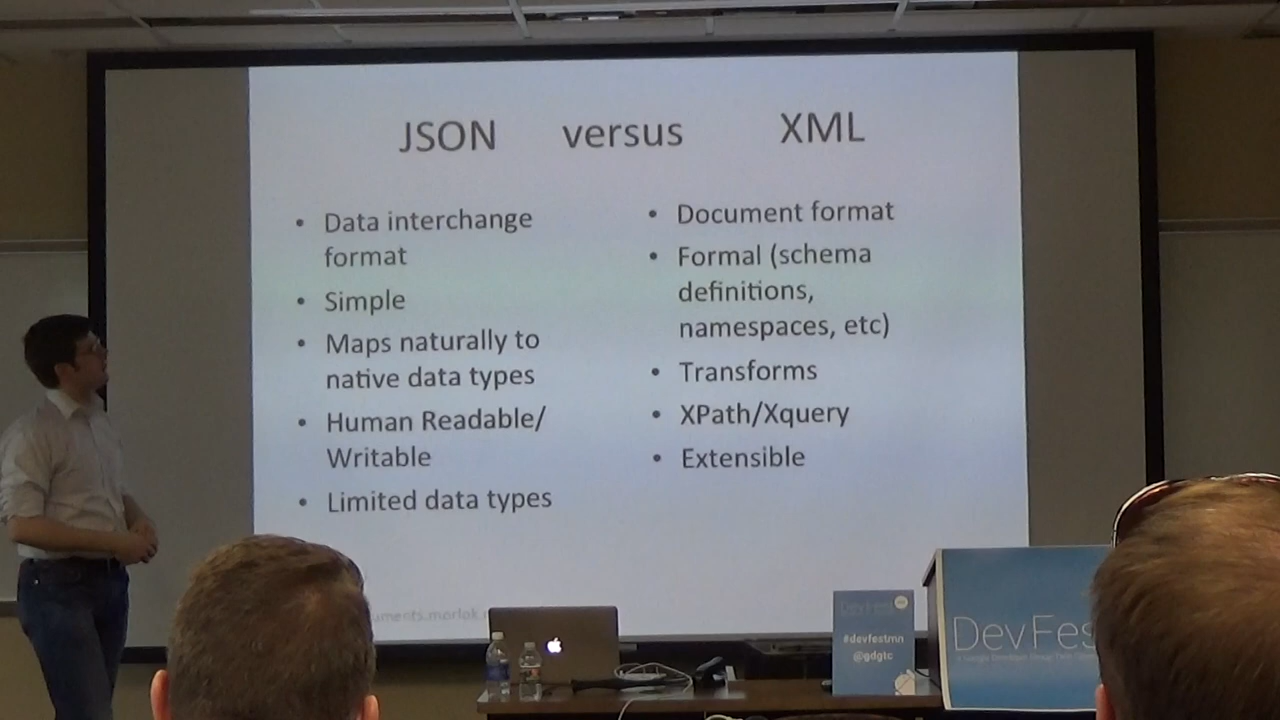 JSON versus XML
• Data interchange
format
• Simple
• Maps naturally to
native data types
• Human Readable/
Writable
• Limited data types
• Document format
• Formal (schema
definitions,
namespaces, etc)
• Transforms
• XPath/Xquery
• Extensible
DevFest
#devfestmn
@gdgtc
DevFes